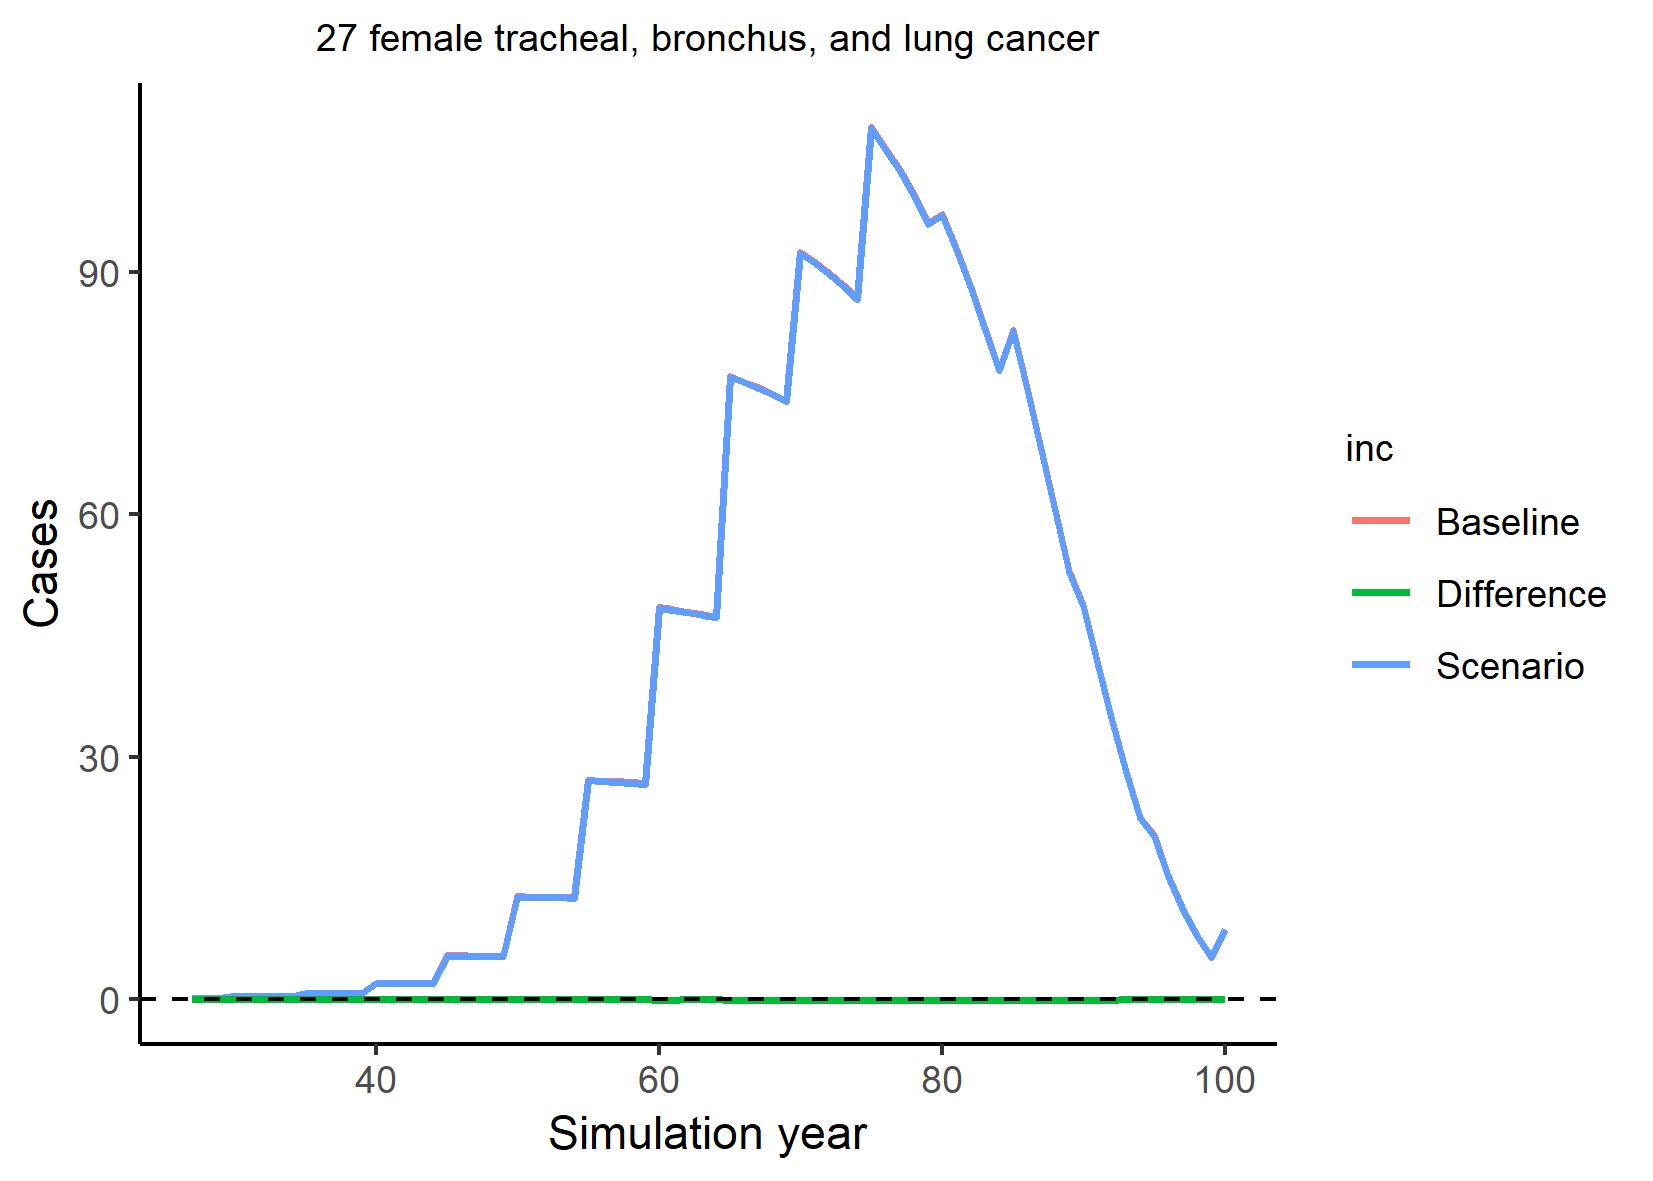 27 female tracheal, bronchus, and lung cancer
Cases
90
60
30
0
40 60 80 100
Simulation year
inc
Baseline
Difference
Scenario